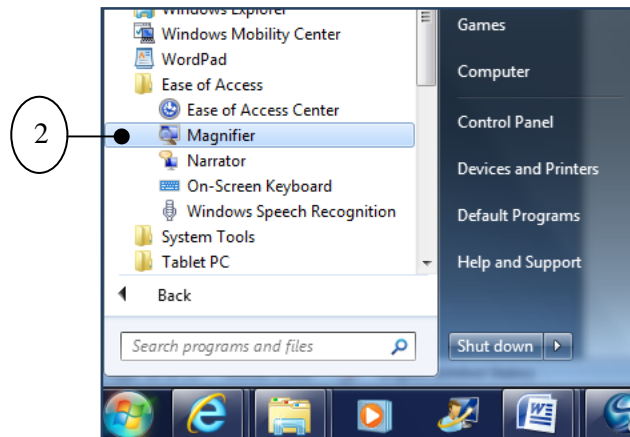 Windows Explorer
Windows Mobility Center
WordPad
Ease of Access
Ease of Access Center
Magnifier
Narrator
On-Screen Keyboard
Windows Speech Recognition
System Tools
Tablet PC
Back
Search programs and files
Games
Computer
Control Panel
Devices and Printers
Default Programs
Help and Support
Shut down
2
W